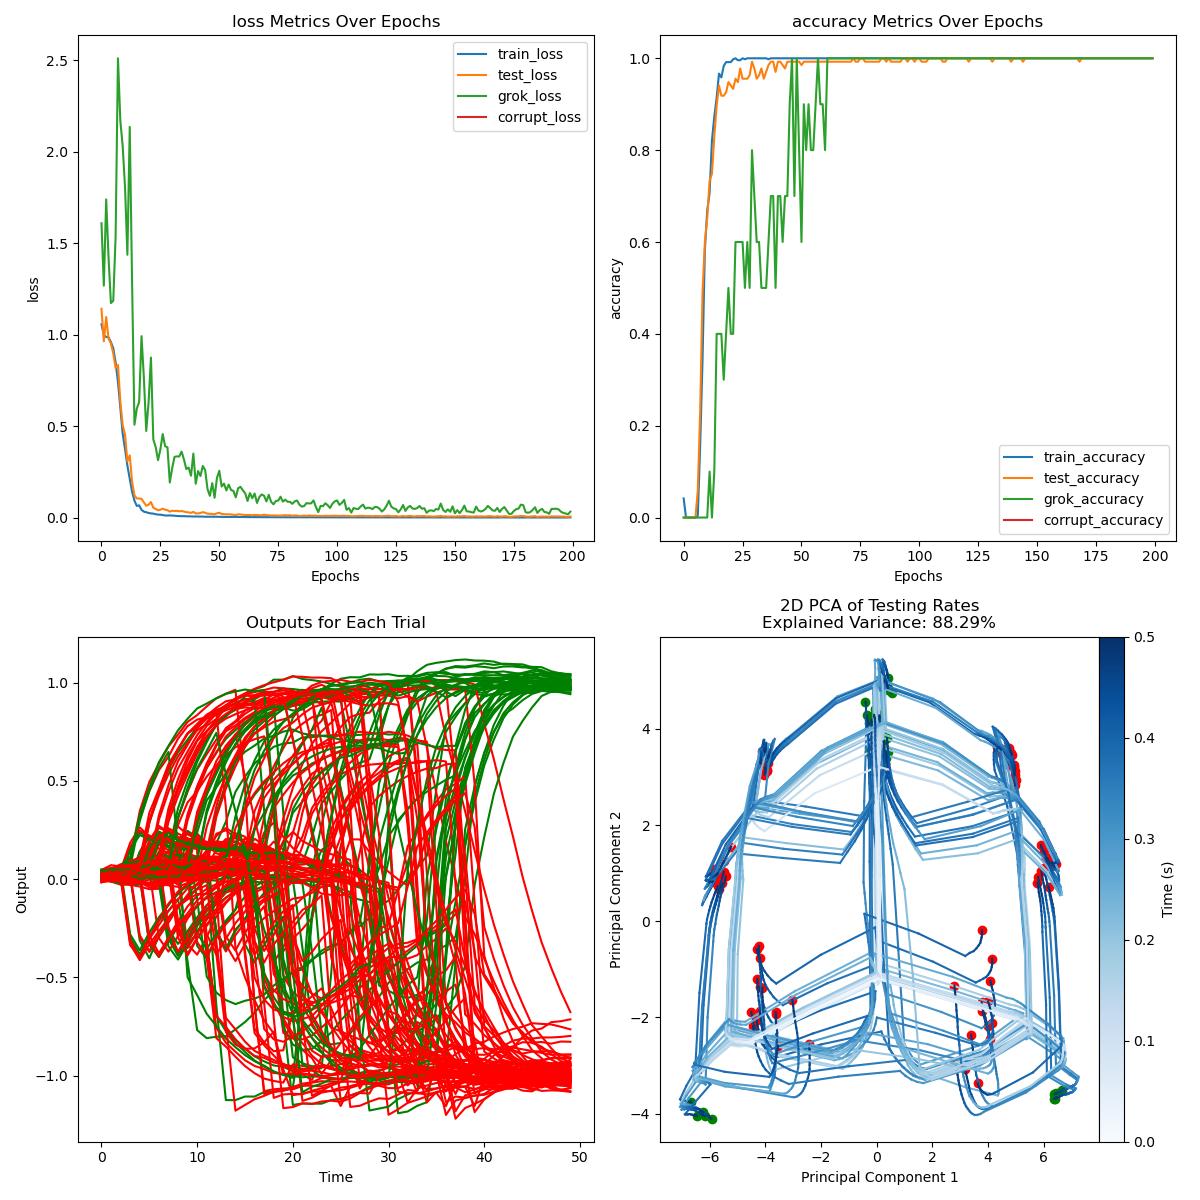 loss Metrics Over Epochs
2.5
2.0
1.5
1.0
0.5
0.0
loss
train_loss
test_loss
grok_loss
corrupt_loss
0
25
50
75
100
125
150
175
200
Epochs
accuracy Metrics Over Epochs
1.0
0.8
0.6
0.4
0.2
0.0
accuracy
train_accuracy
test_accuracy
grok_accuracy
corrupt_accuracy
0
25
50
75
100
125
150
175
200
Epochs
Outputs for Each Trial
1.0
0.5
0.0
−0.5
−1.0
Output
0
10
20
30
40
50
Time
2D PCA of Testing Rates
Explained Variance: 88.29%
4
2
0
−2
−4
Principal Component 2
−6
−4
−2
0
2
4
6
Principal Component 1
0.5
0.4
0.3
0.2
0.1
0.0
Time (s)